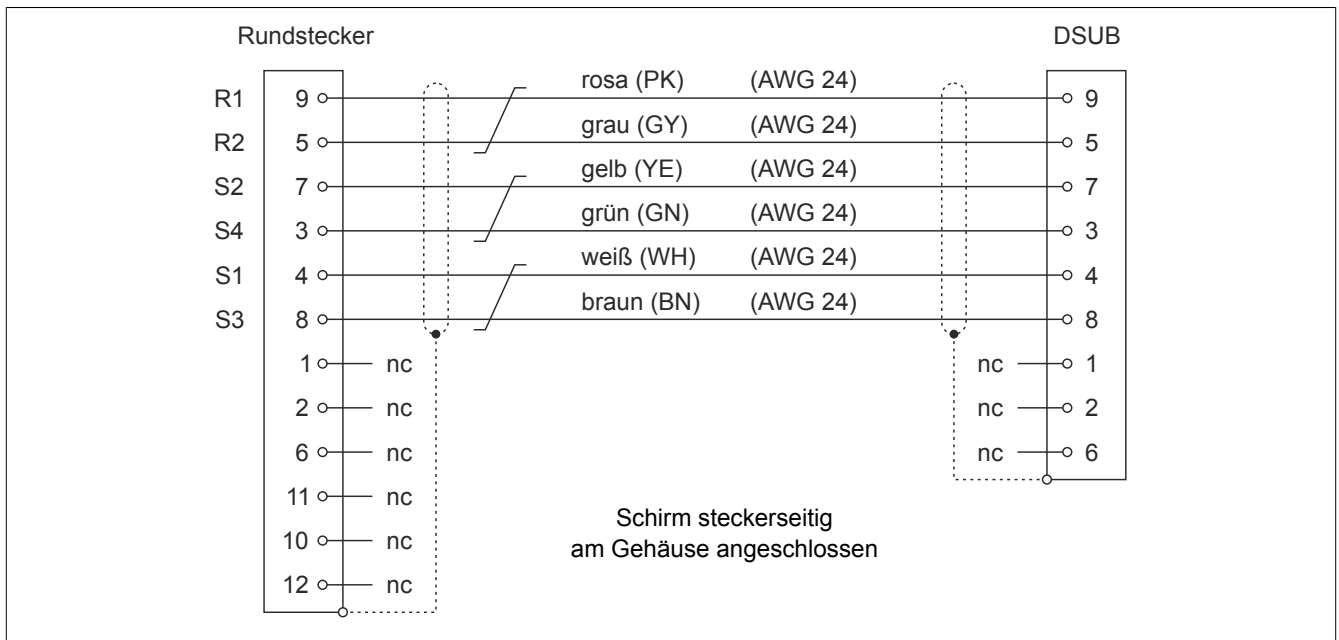 Rundstecker DSUB
R1 9 rosa (PK) (AWG 24) 9
R2 5 grau (GY) (AWG 24) 5
S2 7 gelb (YE) (AWG 24) 7
S4 3 grün (GN) (AWG 24) 3
S1 4 weiß (WH) (AWG 24) 4
S3 8 braun (BN) (AWG 24) 8
1 nc nc 1
2 nc nc 2
6 nc nc 6
11 nc
10 nc
12 nc
Schirm steckerseitig
am Gehäuse angeschlossen